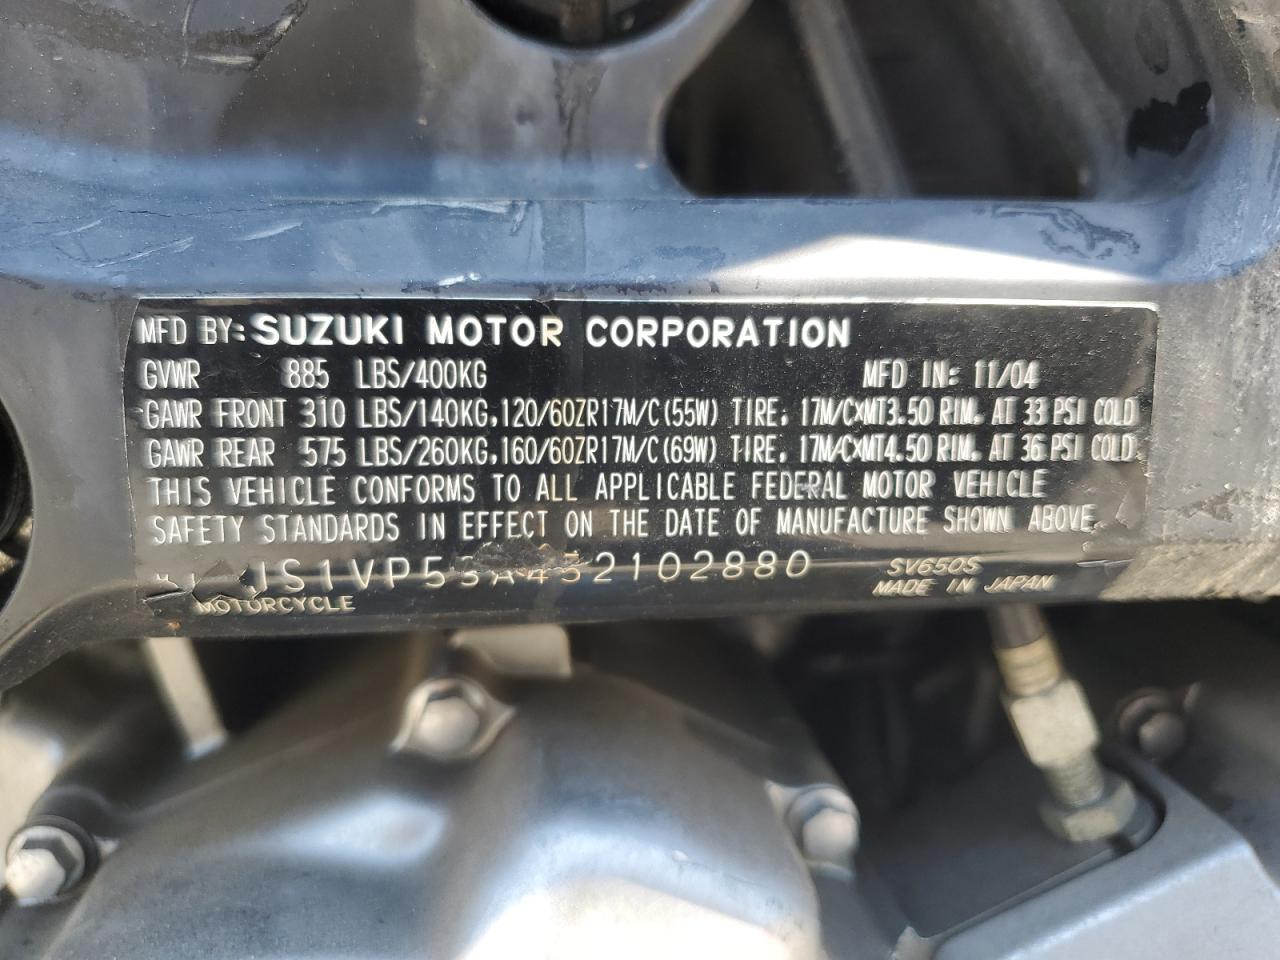 MFD BY: SUZUKI MOTOR CORPORATION
GVWR 885 LBS/400KG MFD IN: 11/04
GAWR FRONT 310 LBS/140KG, 120/60ZR17M/C(55W) TIRE, 17M/CXMT3.50 RIM, AT 33 PSI COLD
GAWR REAR 575 LBS/260KG, 160/60ZR17M/C(69W) TIRE, 17M/CXMT4.50 RIM, AT 36 PSI COLD
THIS VEHICLE CONFORMS TO ALL APPLICABLE FEDERAL MOTOR VEHICLE
SAFETY STANDARDS IN EFFECT ON THE DATE OF MANUFACTURE SHOWN ABOVE.
JS1VP53A452102880 SV650S
MOTORCYCLE MADE IN JAPAN